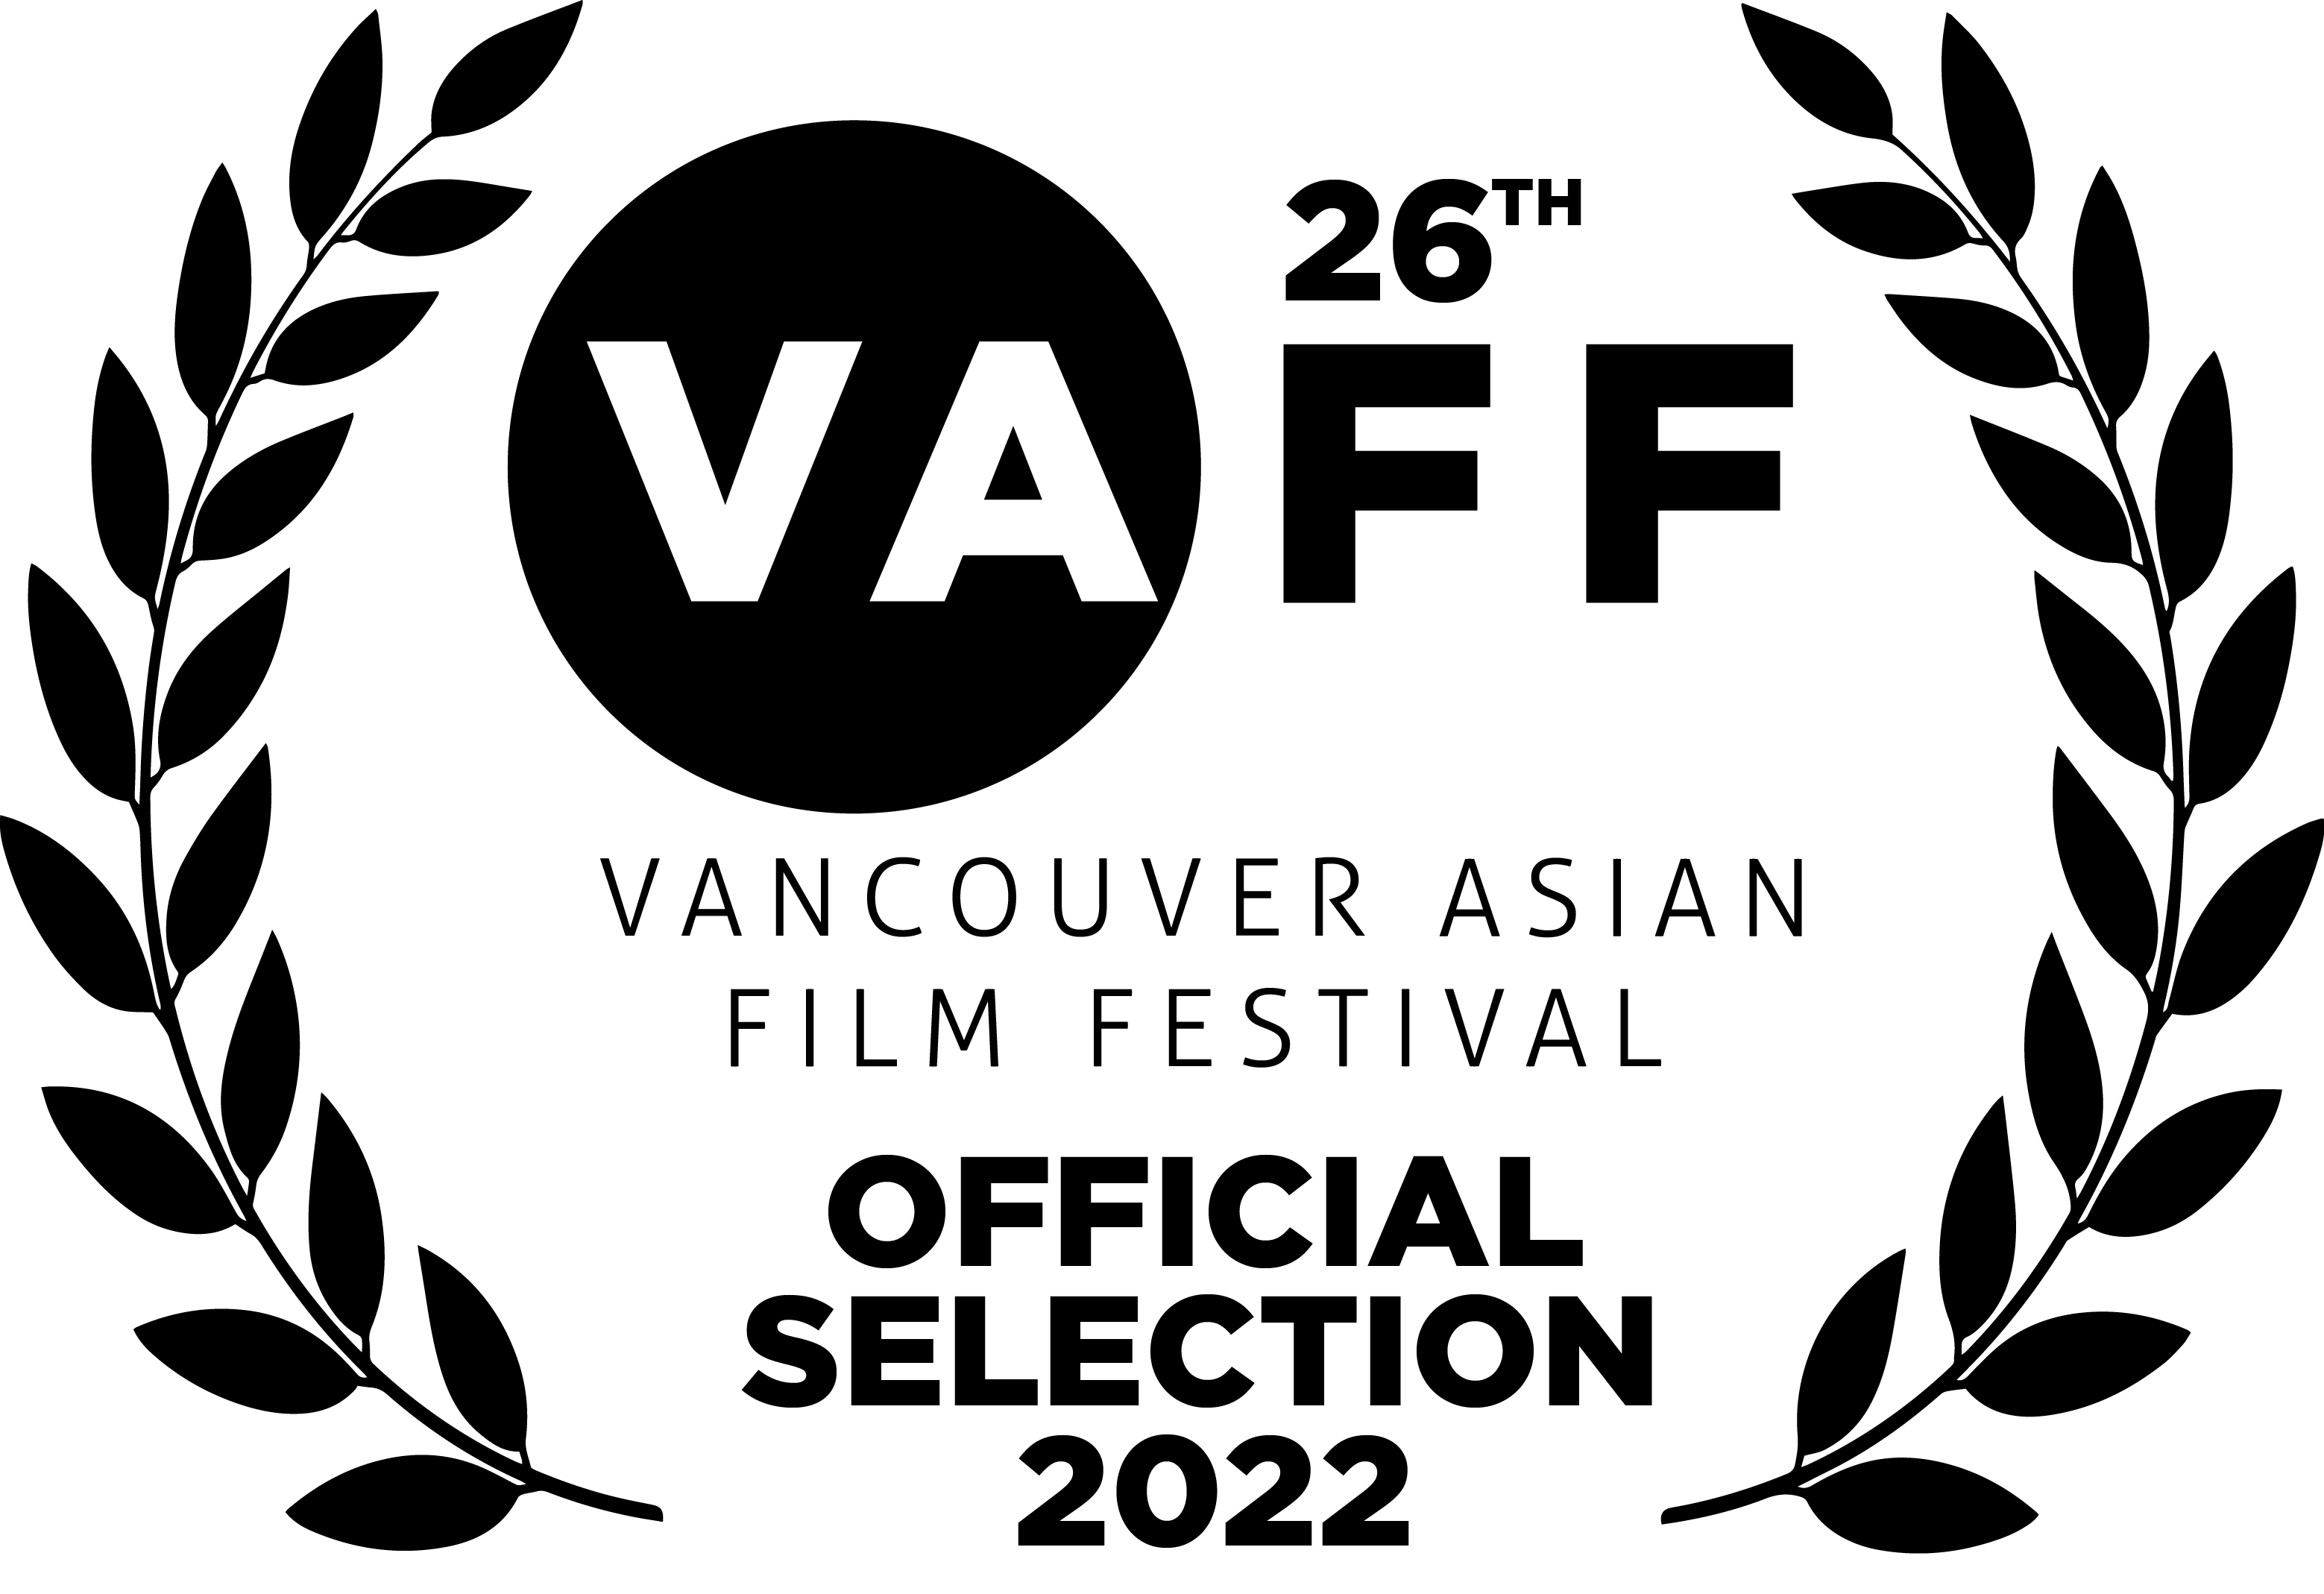 26TH
VAFF
VANCOUVER ASIAN
FILM FESTIVAL
OFFICIAL
SELECTION
2022